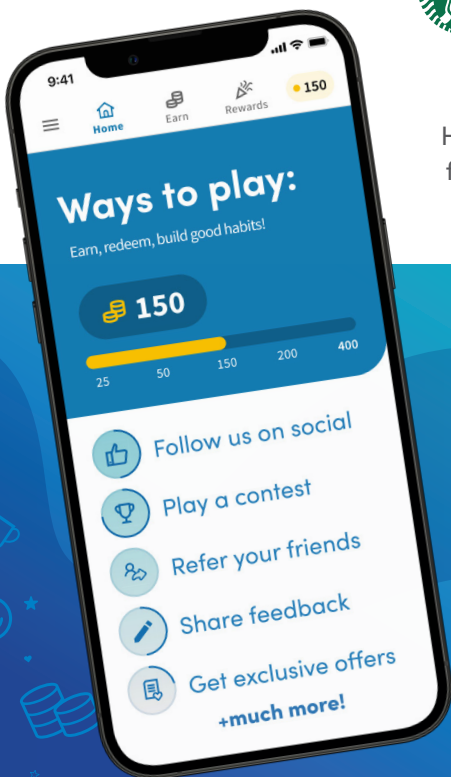 9:41
Home
Earn
Rewards
150
Ways to play:
Earn, redeem, build good habits!
150
25 50 150 200 400
Follow us on social
Play a contest
Refer your friends
Share feedback
Get exclusive offers
+much more!